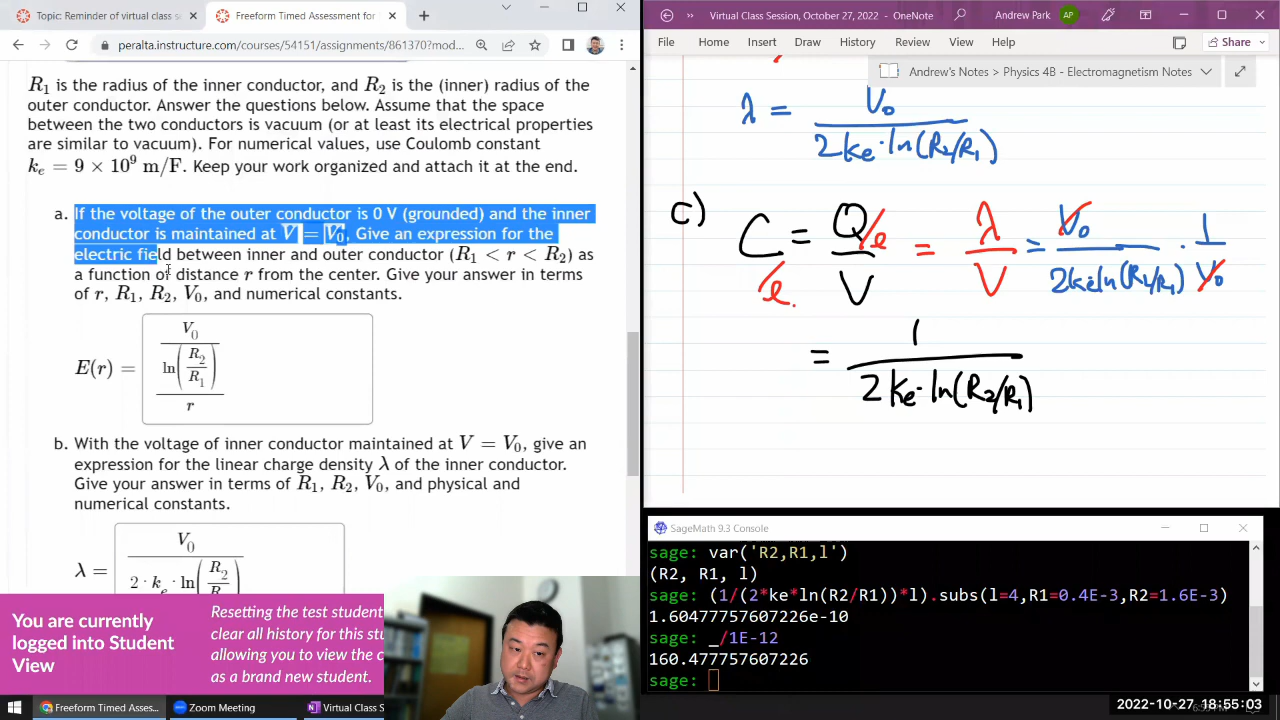 Topic: Reminder of virtual class s
Freeform Timed Assessment for
peralta.instructure.com/courses/54151/assignments/861370?mod...
R₁ is the radius of the inner conductor, and R₂ is the (inner) radius of the
outer conductor. Answer the questions below. Assume that the space
between the two conductors is vacuum (or at least its electrical properties
are similar to vacuum). For numerical values, use Coulomb constant
kₑ = 9 × 10⁹ m/F. Keep your work organized and attach it at the end.
a. If the voltage of the outer conductor is 0 V (grounded) and the inner
conductor is maintained at V = V₀, Give an expression for the
electric field between inner and outer conductor (R₁ < r < R₂) as
a function of distance r from the center. Give your answer in terms
of r, R₁, R₂, V₀, and numerical constants.
E(r) = V₀ / ln(R₂/R₁) / r
b. With the voltage of inner conductor maintained at V = V₀, give an
expression for the linear charge density λ of the inner conductor.
Give your answer in terms of R₁, R₂, V₀, and physical and
numerical constants.
λ = V₀ / 2 · kₑ · ln(R₂/R
You are currently
logged into Student
View
Resetting the test student
clear all history for this stu
allowing you to view the c
as a brand new student.
Freeform Timed Asses...
Zoom Meeting
Virtual Class S
Virtual Class Session, October 27, 2022 - OneNote
Andrew Park
AP
File Home Insert Draw History Review View Help
Share
Andrew's Notes > Physics 4B - Electromagnetism Notes
λ = V₀ / 2kₑ·ln(R₂/R₁)
c) C/ℓ = Q/ℓ / V = λ / V = V₀ / 2kₑln(R₂/R₁) · 1 / V₀
= 1 / 2kₑ·ln(R₂/R₁)
SageMath 9.3 Console
sage: var('R2,R1,l')
(R2, R1, l)
sage: (1/(2*ke*ln(R2/R1))*l).subs(l=4,R1=0.4E-3,R2=1.6E-3)
1.60477757607226e-10
sage: _/1E-12
160.477757607226
sage:
2022-10-27 18:55:03